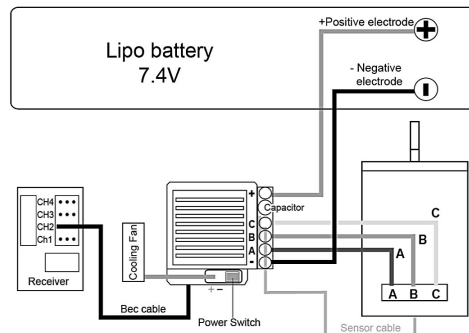 +Positive electrode
Lipo battery
7.4V
- Negative
electrode
CH4
CH3
CH2
Ch1
Receiver
Cooling Fan
+
Capacitor
C
B
A
-
C
B
A
A B C
+ -
Bec cable
Power Switch
Sensor cable